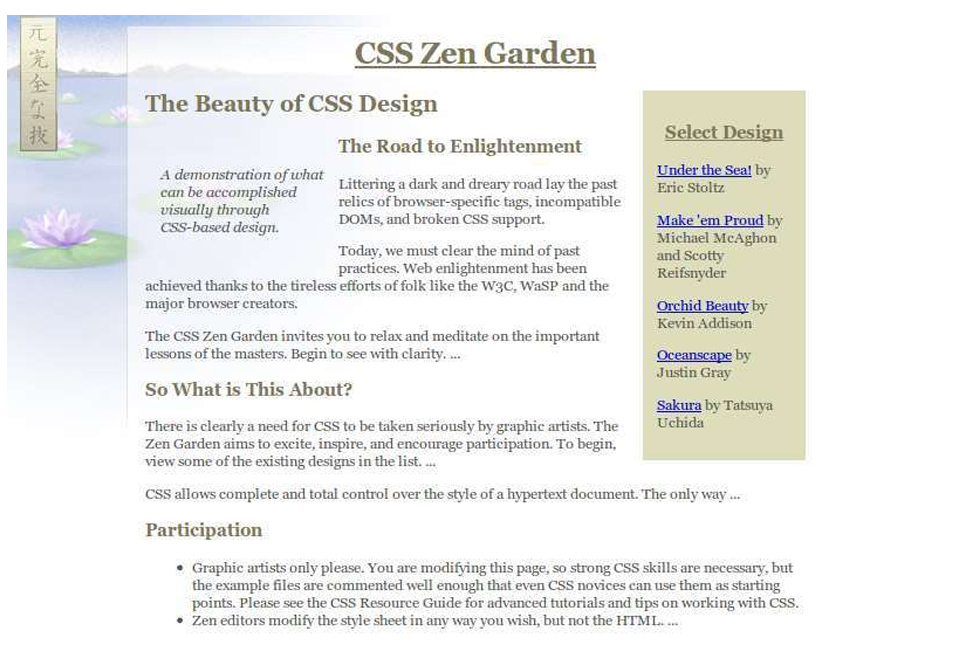 元
完
全
な
技
CSS Zen Garden
The Beauty of CSS Design
The Road to Enlightenment
A demonstration of what
can be accomplished
visually through
CSS-based design.
Littering a dark and dreary road lay the past
relics of browser-specific tags, incompatible
DOMs, and broken CSS support.
Today, we must clear the mind of past
practices. Web enlightenment has been
achieved thanks to the tireless efforts of folk like the W3C, WaSP and the
major browser creators.
The CSS Zen Garden invites you to relax and meditate on the important
lessons of the masters. Begin to see with clarity. ...
So What is This About?
There is clearly a need for CSS to be taken seriously by graphic artists. The
Zen Garden aims to excite, inspire, and encourage participation. To begin,
view some of the existing designs in the list. ...
CSS allows complete and total control over the style of a hypertext document. The only way ...
Participation
• Graphic artists only please. You are modifying this page, so strong CSS skills are necessary, but
the example files are commented well enough that even CSS novices can use them as starting
points. Please see the CSS Resource Guide for advanced tutorials and tips on working with CSS.
• Zen editors modify the style sheet in any way you wish, but not the HTML. ...
Select Design
Under the Sea! by
Eric Stoltz
Make 'em Proud by
Michael McAghon
and Scotty
Reifsnyder
Orchid Beauty by
Kevin Addison
Oceanscape by
Justin Gray
Sakura by Tatsuya
Uchida